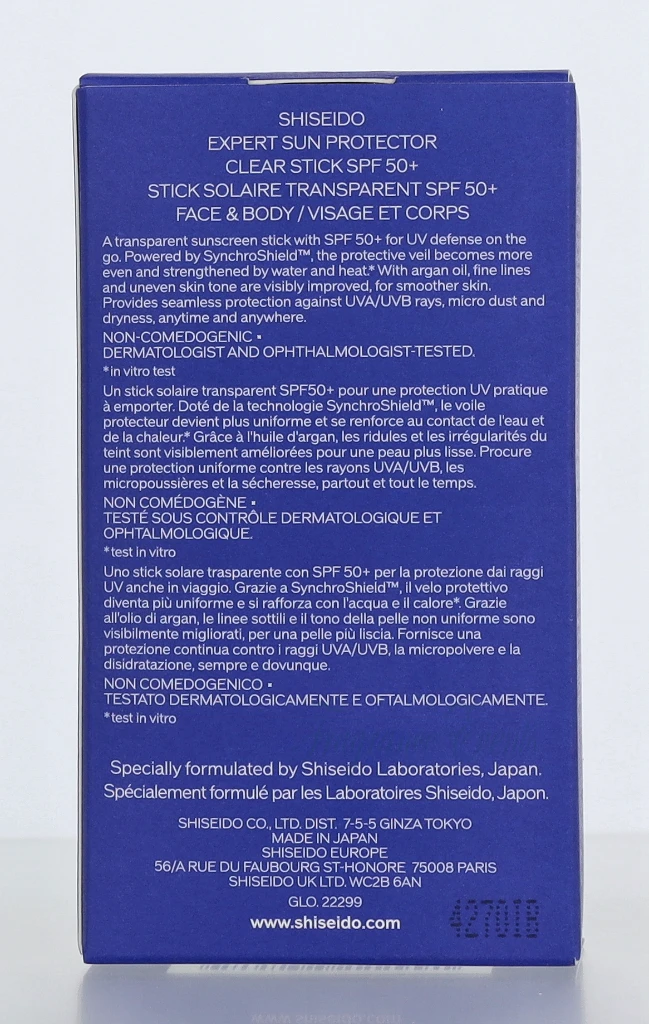 SHISEIDO
EXPERT SUN PROTECTOR
CLEAR STICK SPF 50+
STICK SOLAIRE TRANSPARENT SPF 50+
FACE & BODY / VISAGE ET CORPS
A transparent sunscreen stick with SPF 50+ for UV defense on the
go. Powered by SynchroShield™, the protective veil becomes more
even and strengthened by water and heat.* With argan oil, fine lines
and uneven skin tone are visibly improved, for smoother skin.
Provides seamless protection against UVA/UVB rays, micro dust and
dryness, anytime and anywhere.
NON-COMEDOGENIC ▪
DERMATOLOGIST AND OPHTHALMOLOGIST-TESTED.
*in vitro test
Un stick solaire transparent SPF50+ pour une protection UV pratique
à emporter. Doté de la technologie SynchroShield™, le voile
protecteur devient plus uniforme et se renforce au contact de l'eau et
de la chaleur.* Grâce à l'huile d'argan, les ridules et les irrégularités du
teint sont visiblement améliorées pour une peau plus lisse. Procure
une protection uniforme contre les rayons UVA/UVB, les
micropoussières et la sécheresse, partout et tout le temps.
NON COMÉDOGÈNE ▪
TESTÉ SOUS CONTRÔLE DERMATOLOGIQUE ET
OPHTALMOLOGIQUE.
*test in vitro
Uno stick solare trasparente con SPF 50+ per la protezione dai raggi
UV anche in viaggio. Grazie a SynchroShield™, il velo protettivo
diventa più uniforme e si rafforza con l'acqua e il calore*. Grazie
all'olio di argan, le linee sottili e il tono della pelle non uniforme sono
visibilmente migliorati, per una pelle più liscia. Fornisce una
protezione continua contro i raggi UVA/UVB, la micropolvere e la
disidratazione, sempre e dovunque.
NON COMEDOGENICO ▪
TESTATO DERMATOLOGICAMENTE E OFTALMOLOGICAMENTE.
*test in vitro
Specially formulated by Shiseido Laboratories, Japan.
Spécialement formulé par les Laboratoires Shiseido, Japon.
SHISEIDO CO., LTD. DIST. 7-5-5 GINZA TOKYO
MADE IN JAPAN
SHISEIDO EUROPE
56/A RUE DU FAUBOURG ST-HONORE 75008 PARIS
SHISEIDO UK LTD. WC2B 6AN
GLO. 22299
www.shiseido.com